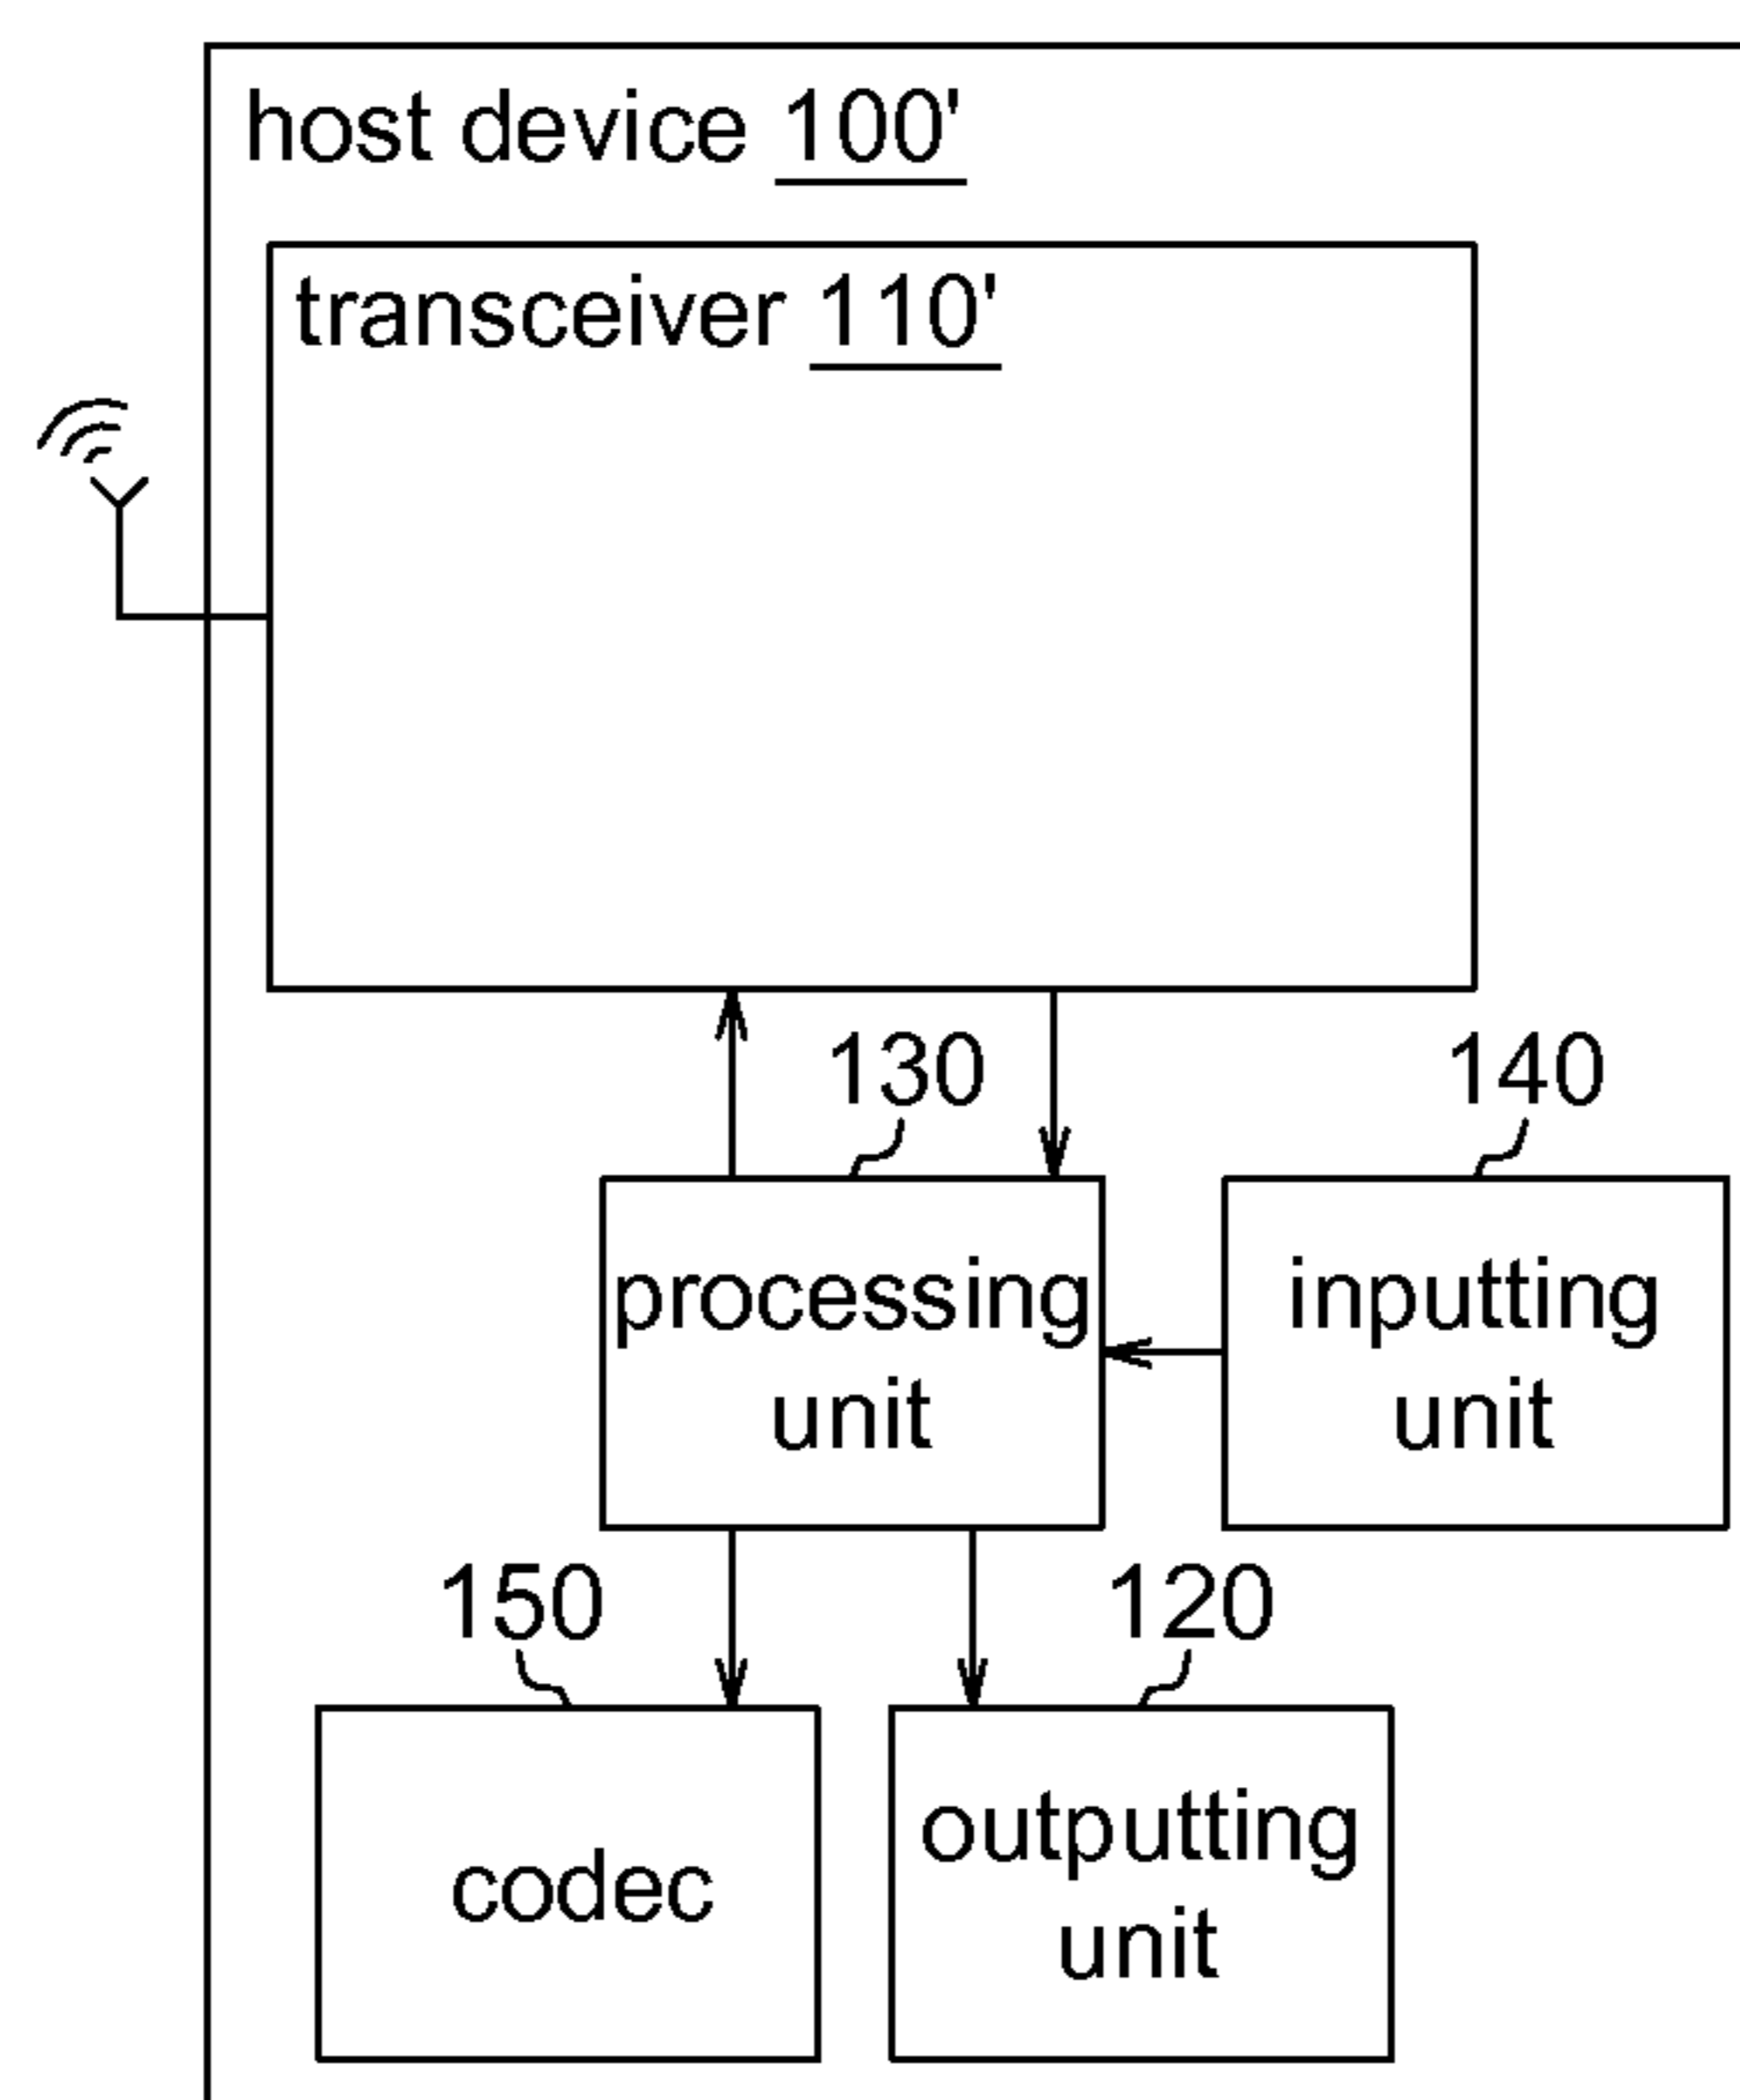 host device 100'
transceiver 110'
130
140
processing
unit
inputting
unit
150
120
codec
outputting
unit